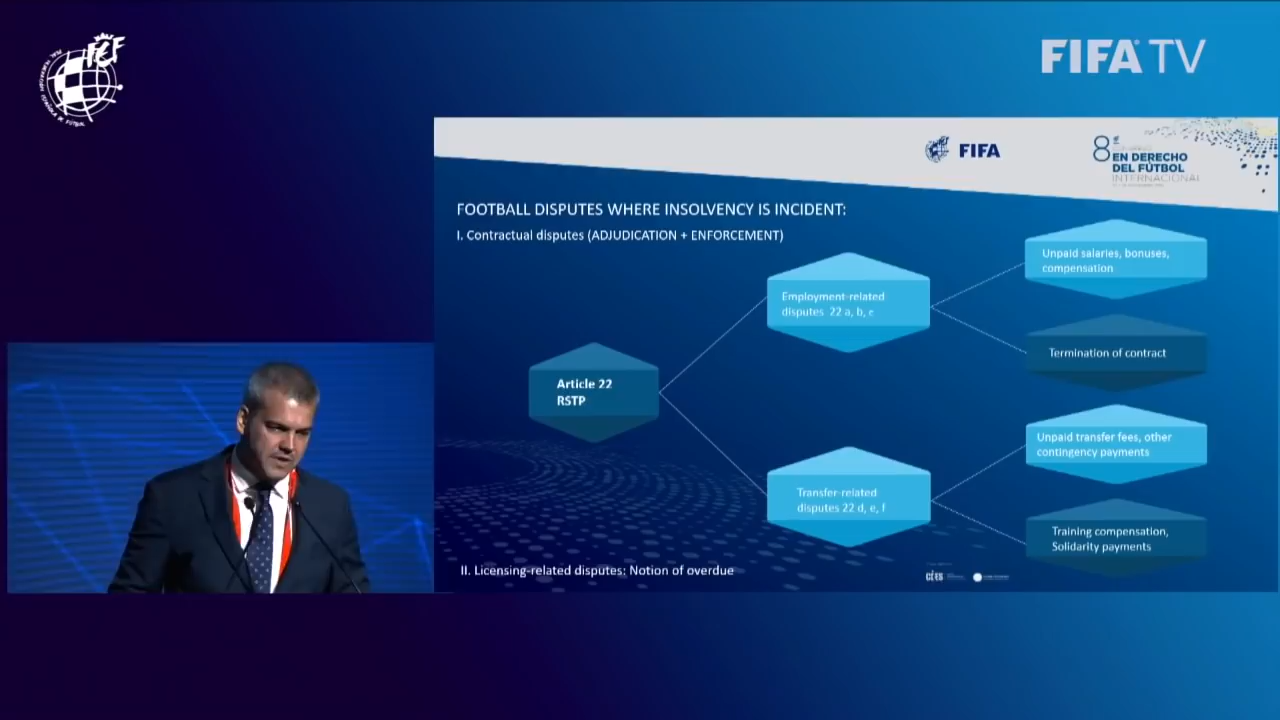 FIFA TV
FIFA
8º
EN DERECHO
DEL FÚTBOL
INTERNACIONAL
FOOTBALL DISPUTES WHERE INSOLVENCY IS INCIDENT:
I. Contractual disputes (ADJUDICATION + ENFORCEMENT)
Article 22
RSTP
Employment-related
disputes 22 a, b, c
Unpaid salaries, bonuses,
compensation
Termination of contract
Transfer-related
disputes 22 d, e, f
Unpaid transfer fees, other
contingency payments
Training compensation,
Solidarity payments
II. Licensing-related disputes: Notion of overdue